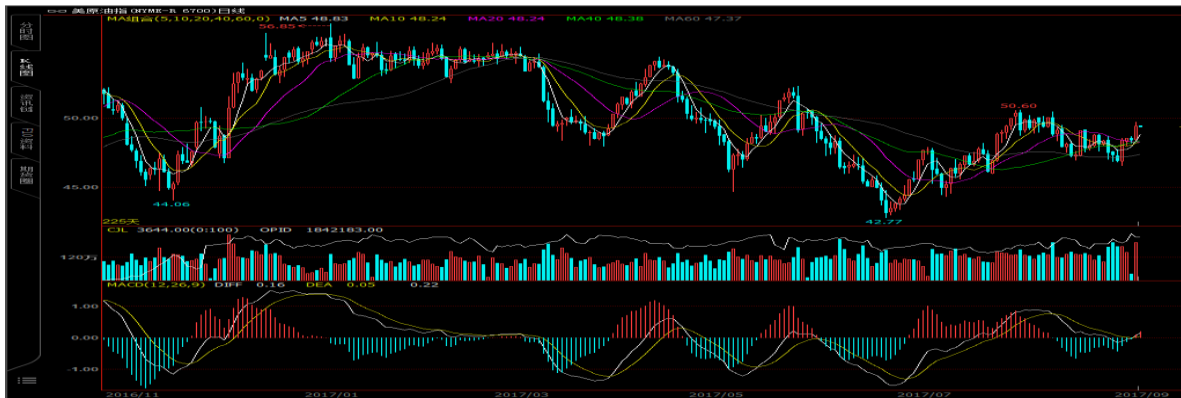 美原油指(NYME-R 6700)日线
MA组合(5,10,20,40,60,0) MA5 48.83 MA10 48.24 MA20 48.24 MA40 48.38 MA60 47.37
分时图
K线图
资讯
F10资料
56.85
50.00
50.60
45.00
44.06
42.77
225天
CJL 3644.00(0:100) OPID 1842183.00
120万
MACD(12,26,9) DIFF 0.16 DEA 0.05 0.22
1.00
0.00
-1.00
2016/11 2017/01 2017/03 2017/05 2017/07 2017/09